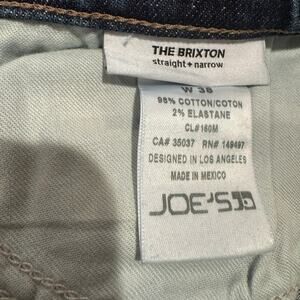 THE BRIXTON
straight + narrow
W 38
98% COTTON/COTON
2% ELASTANE
CL#160M
CA# 35037 RN# 149497
DESIGNED IN LOS ANGELES
MADE IN MEXICO
JOE'S